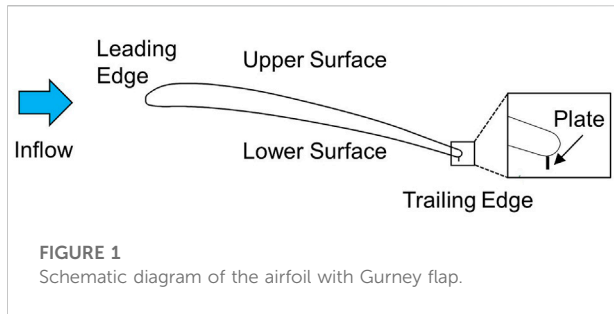 Leading
Edge
Upper Surface
Inflow
Lower Surface
Plate
Trailing Edge
FIGURE 1
Schematic diagram of the airfoil with Gurney flap.